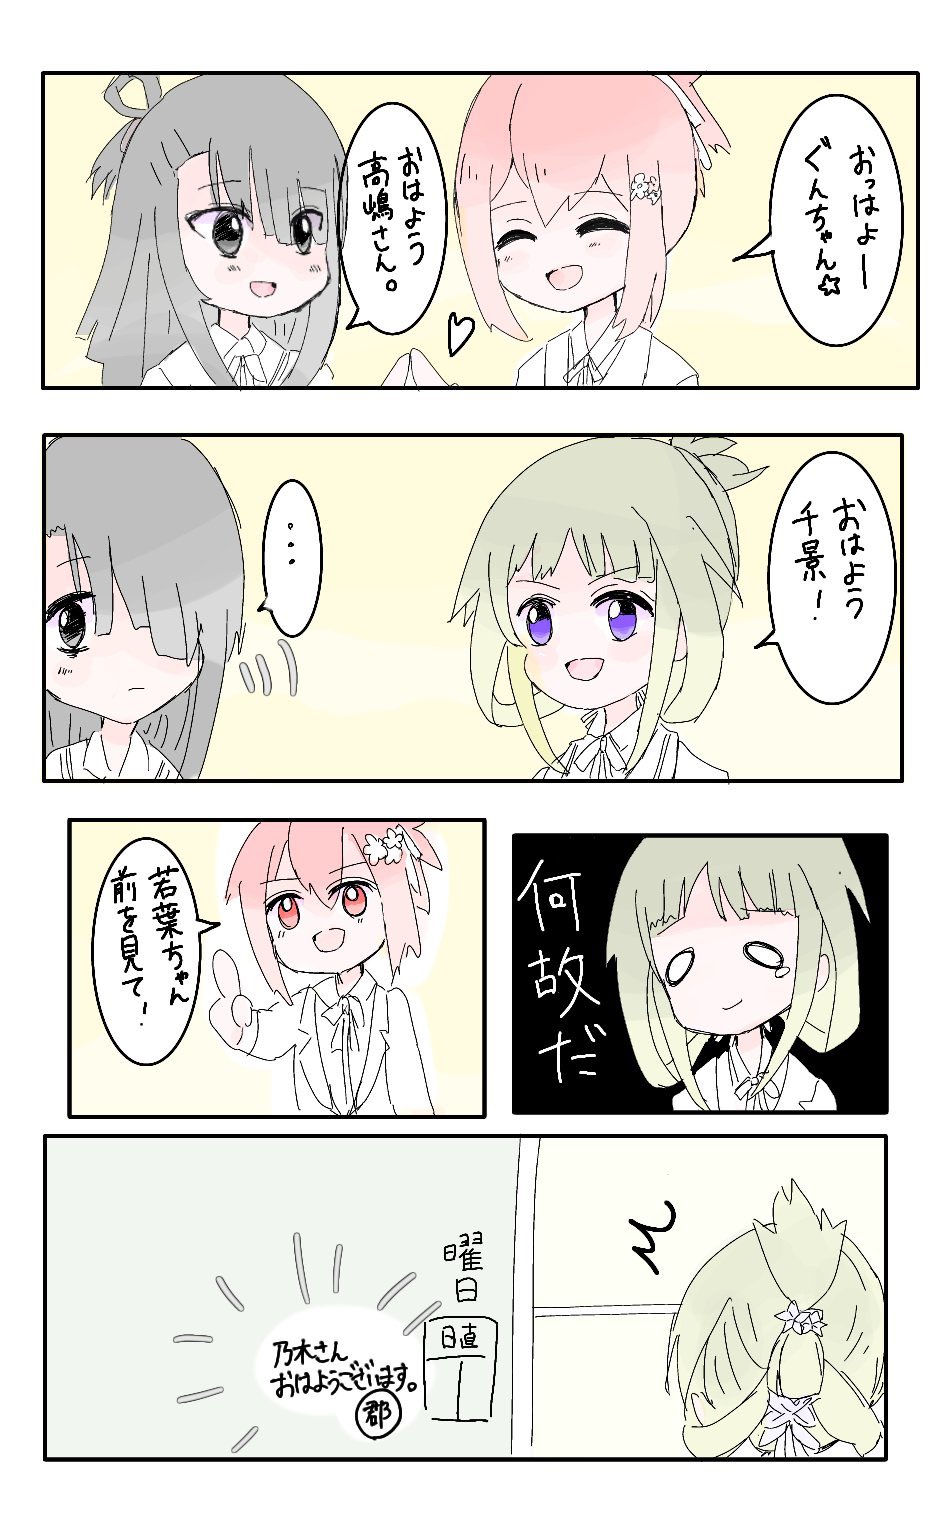 おっはよー
ぐんちゃん☆
おはよう
高嶋さん。
おはよう
千景!
・・・
何故だ
若葉ちゃん
前を見て!
曜日
日直
乃木さん
おはようございます。
郡